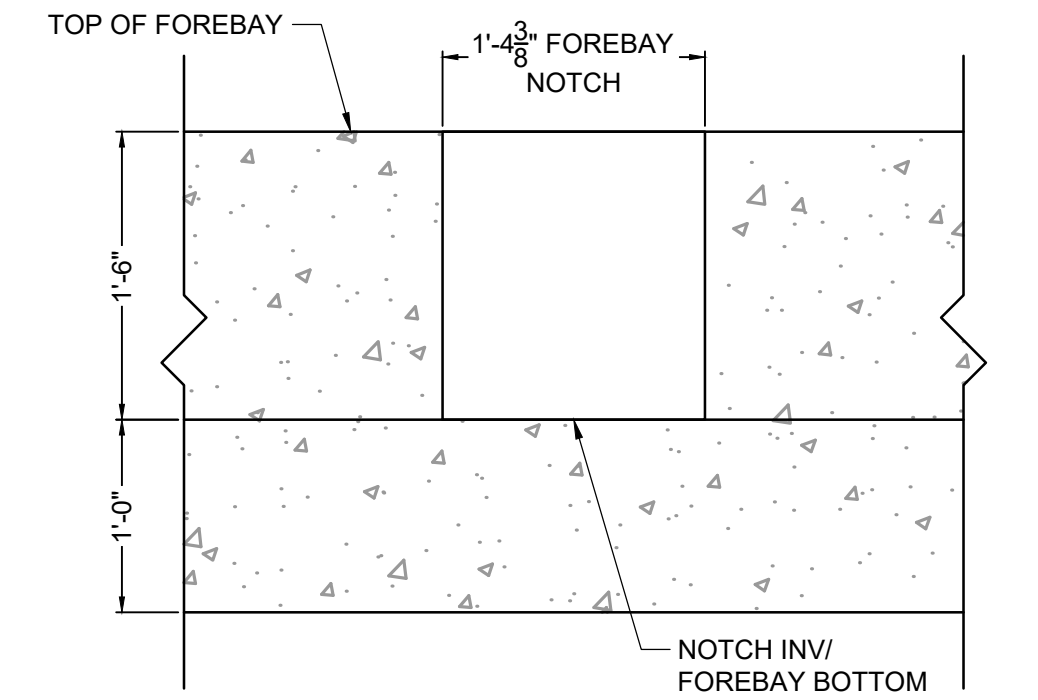 TOP OF FOREBAY
1'-4 3/8" FOREBAY
NOTCH
1'-6"
1'-0"
NOTCH INV/
FOREBAY BOTTOM